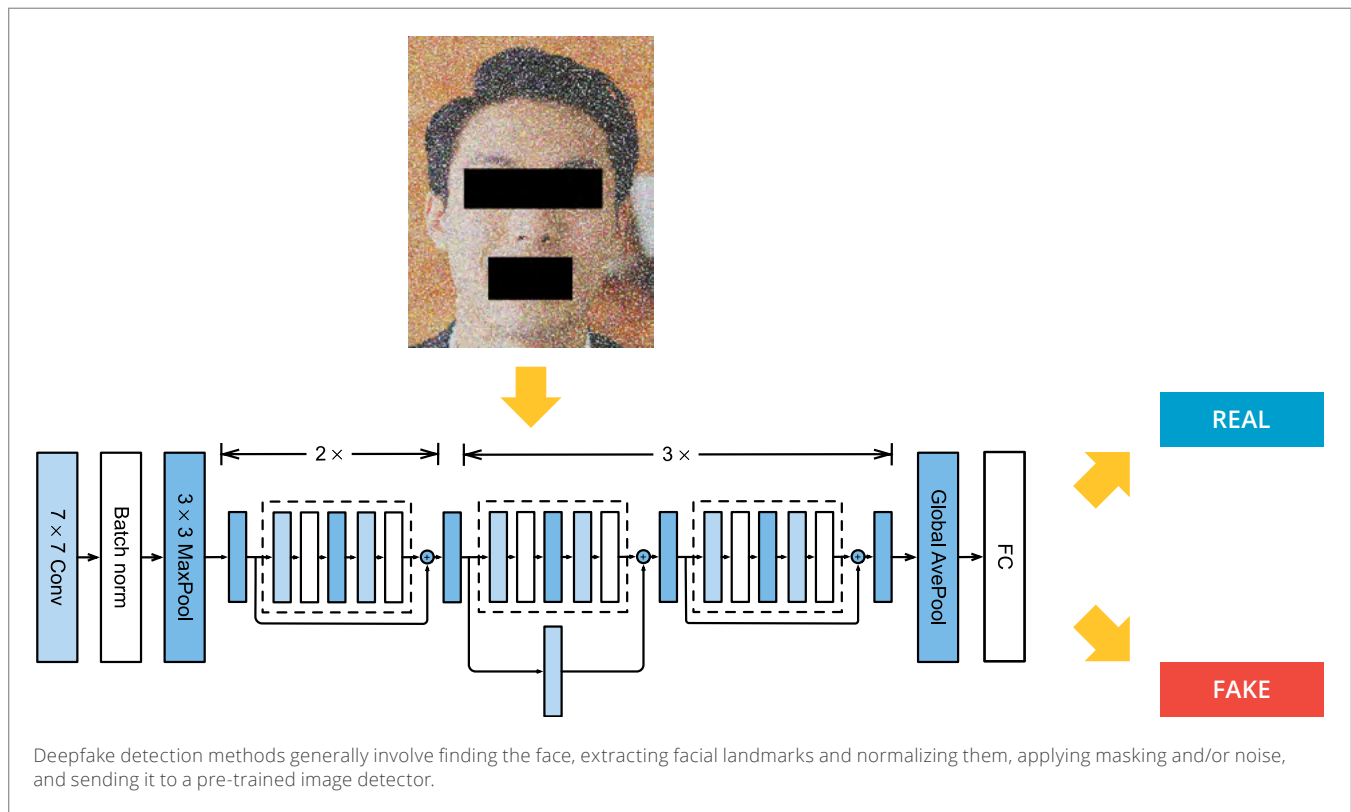 2 ×
3 ×
REAL
7 × 7 Conv
Batch norm
3 × 3 MaxPool
+
+
+
Global AvePool
FC
FAKE
Deepfake detection methods generally involve finding the face, extracting facial landmarks and normalizing them, applying masking and/or noise,
and sending it to a pre-trained image detector.